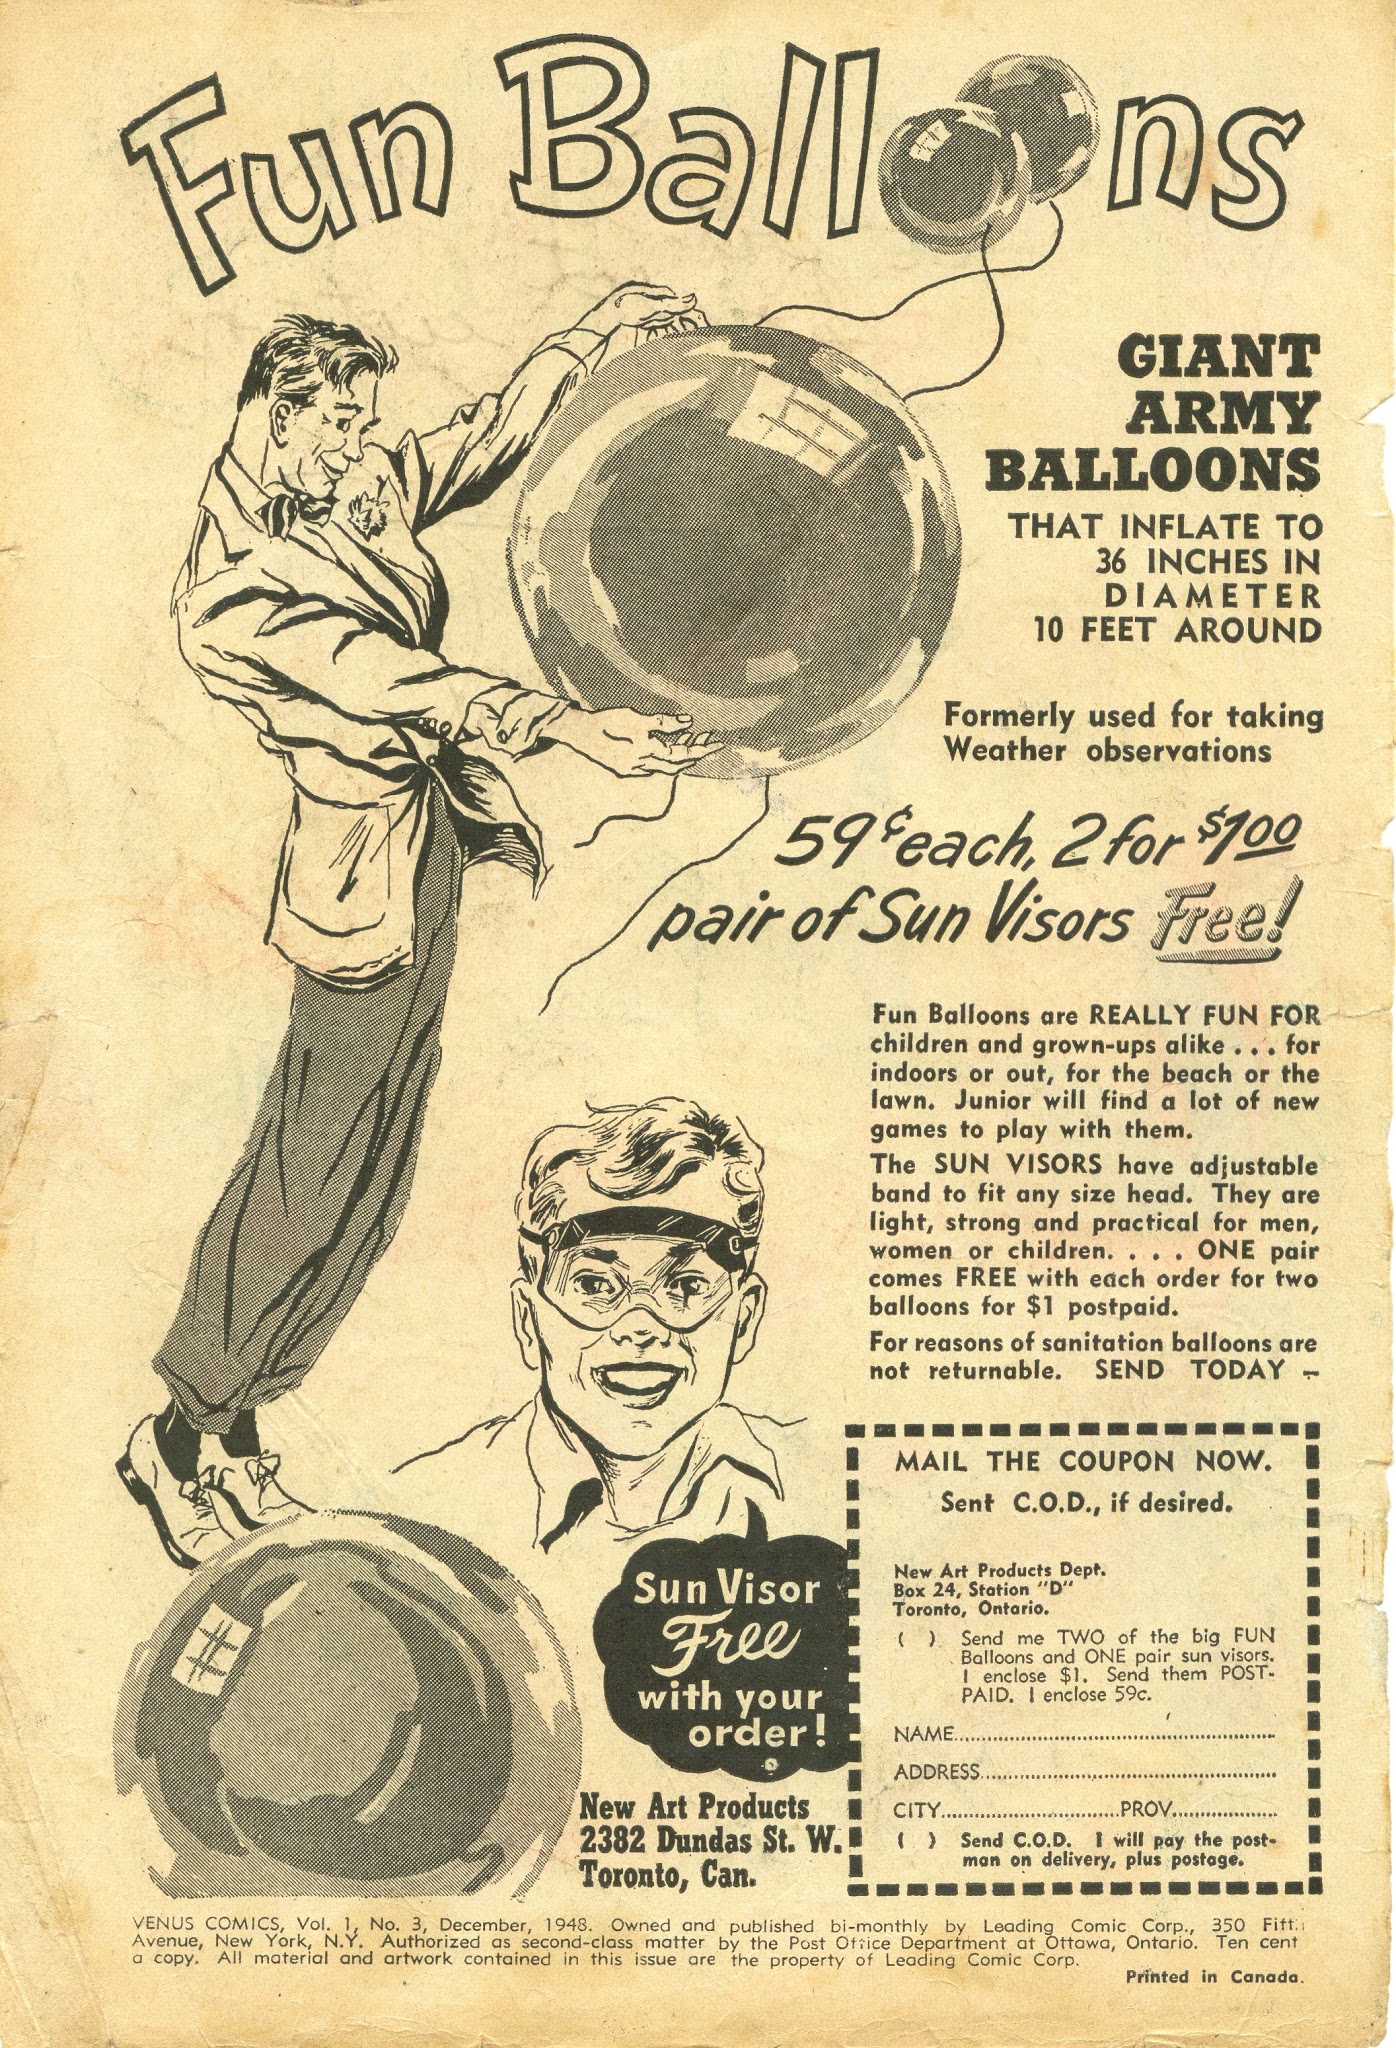 Fun Balloons
GIANT
ARMY
BALLOONS
THAT INFLATE TO
36 INCHES IN
DIAMETER
10 FEET AROUND
Formerly used for taking
Weather observations
59¢ each, 2 for $1.00
pair of Sun Visors Free!
Fun Balloons are REALLY FUN FOR
children and grown-ups alike . . . for
indoors or out, for the beach or the
lawn. Junior will find a lot of new
games to play with them.
The SUN VISORS have adjustable
band to fit any size head. They are
light, strong and practical for men,
women or children. . . . ONE pair
comes FREE with each order for two
balloons for $1 postpaid.
For reasons of sanitation balloons are
not returnable. SEND TODAY –
Sun Visor
Free
with your
order!
New Art Products
2382 Dundas St. W.
Toronto, Can.
MAIL THE COUPON NOW.
Sent C.O.D., if desired.
New Art Products Dept.
Box 24, Station "D"
Toronto, Ontario.
( ) Send me TWO of the big FUN
Balloons and ONE pair sun visors.
I enclose $1. Send them POST-
PAID. I enclose 59c.
NAME
ADDRESS
CITY PROV.
( ) Send C.O.D. I will pay the post-
man on delivery, plus postage.
VENUS COMICS, Vol. 1, No. 3, December, 1948. Owned and published bi-monthly by Leading Comic Corp., 350 Fifth
Avenue, New York, N.Y. Authorized as second-class matter by the Post Office Department at Ottawa, Ontario. Ten cent
a copy. All material and artwork contained in this issue are the property of Leading Comic Corp.
Printed in Canada.